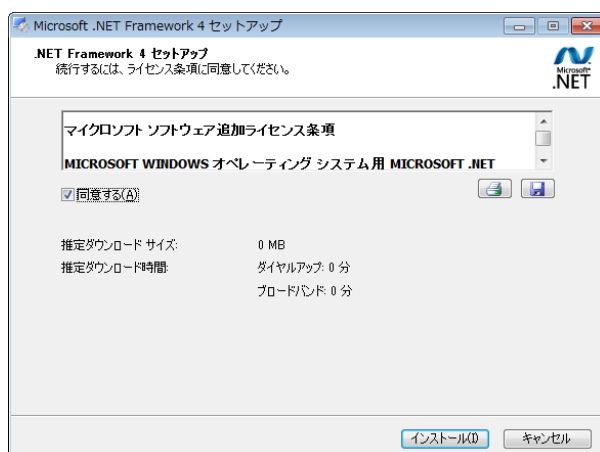 Microsoft .NET Framework 4 セットアップ
.NET Framework 4 セットアップ
続行するには、ライセンス条項に同意してください。
Microsoft®
.NET
マイクロソフト ソフトウェア追加ライセンス条項
MICROSOFT WINDOWS オペレーティング システム用 MICROSOFT .NET
同意する(A)
推定ダウンロード サイズ: 0 MB
推定ダウンロード時間: ダイヤルアップ: 0 分
ブロードバンド: 0 分
インストール(I) キャンセル